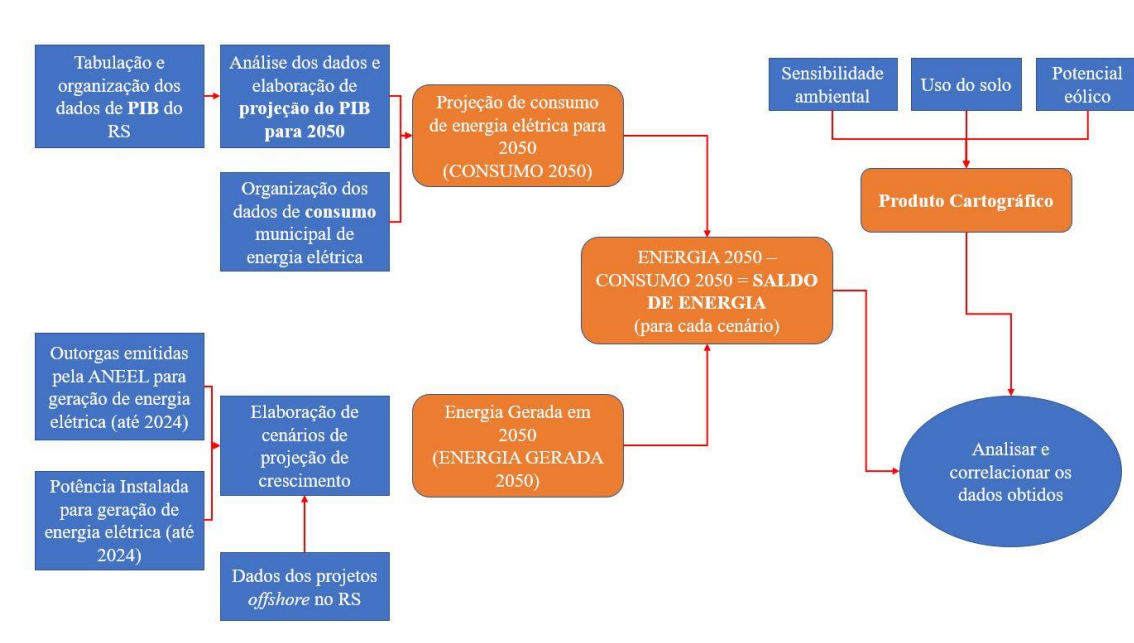 Tabulação e
organização dos
dados de PIB do
RS
Análise dos dados e
elaboração de
projeção do PIB
para 2050
Organização dos
dados de consumo
municipal de
energia elétrica
Projeção de consumo
de energia elétrica para
2050
(CONSUMO 2050)
Outorgas emitidas
pela ANEEL para
geração de energia
elétrica (até 2024)
Potência Instalada
para geração de
energia elétrica (até
2024)
Elaboração de
cenários de
projeção de
crescimento
Dados dos projetos
offshore no RS
Energia Gerada em
2050
(ENERGIA GERADA
2050)
ENERGIA 2050 –
CONSUMO 2050 = SALDO
DE ENERGIA
(para cada cenário)
Sensibilidade
ambiental
Uso do solo
Potencial
eólico
Produto Cartográfico
Analisar e
correlacionar os
dados obtidos